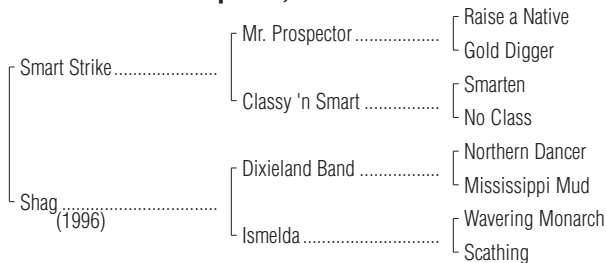 Raise a Native
Mr. Prospector ..................
Gold Digger
Smart Strike......................
Smarten
Classy 'n Smart ................
No Class
Northern Dancer
Dixieland Band .................
Mississippi Mud
Shag .................................
(1996)
Wavering Monarch
Ismelda.............................
Scathing